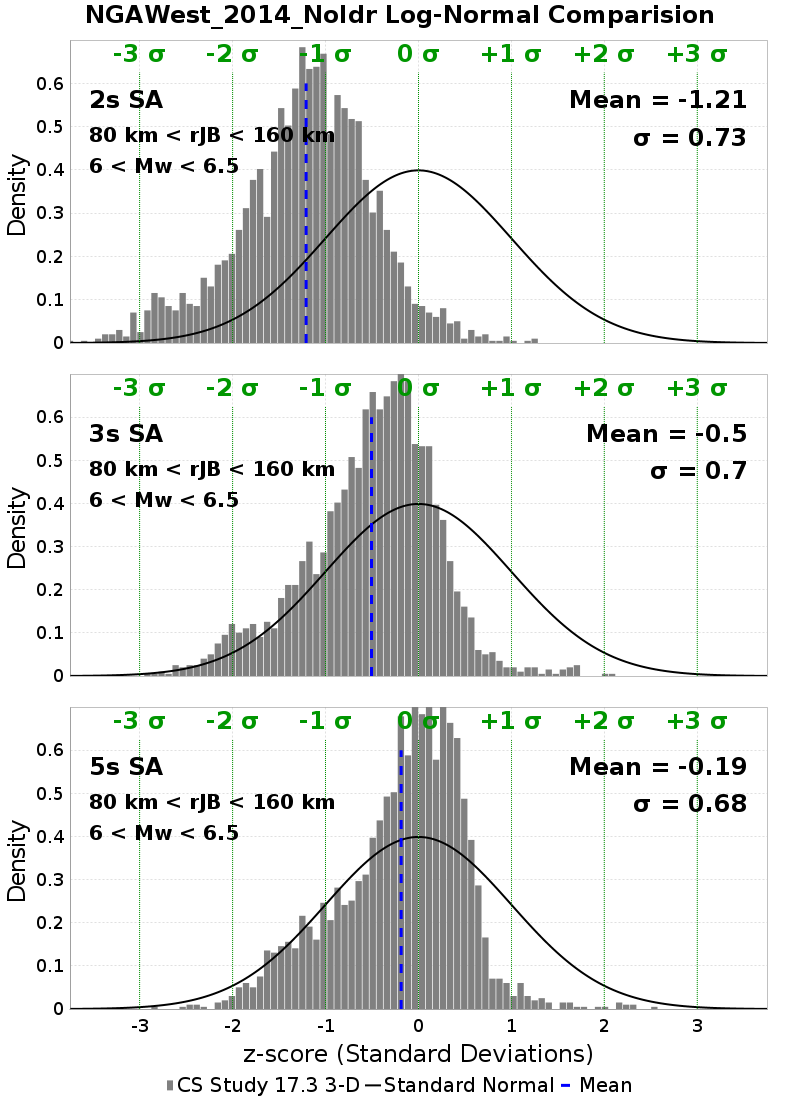 NGAWest_2014_NoIdr Log-Normal Comparision
-3 σ -2 σ -1 σ 0 σ +1 σ +2 σ +3 σ
2s SA
80 km < rJB < 160 km
6 < Mw < 6.5
Mean = -1.21
σ = 0.73
Density
0.6
0.5
0.4
0.3
0.2
0.1
0
-3 σ -2 σ -1 σ 0 σ +1 σ +2 σ +3 σ
3s SA
80 km < rJB < 160 km
6 < Mw < 6.5
Mean = -0.5
σ = 0.7
Density
0.6
0.5
0.4
0.3
0.2
0.1
0
-3 σ -2 σ -1 σ 0 σ +1 σ +2 σ +3 σ
5s SA
80 km < rJB < 160 km
6 < Mw < 6.5
Mean = -0.19
σ = 0.68
Density
0.6
0.5
0.4
0.3
0.2
0.1
0
-3 -2 -1 0 1 2 3
z-score (Standard Deviations)
CS Study 17.3 3-D Standard Normal Mean